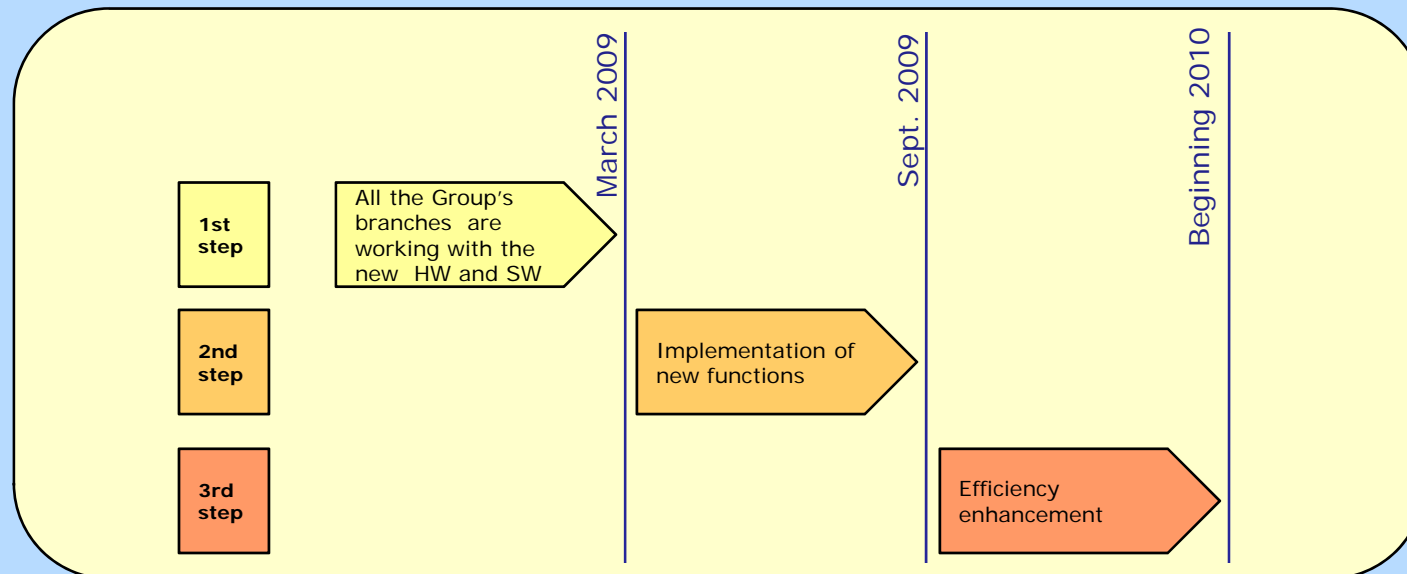 March 2009
Sept. 2009
Beginning 2010
1st
step
All the Group's
branches are
working with the
new HW and SW
2nd
step
Implementation of
new functions
3rd
step
Efficiency
enhancement